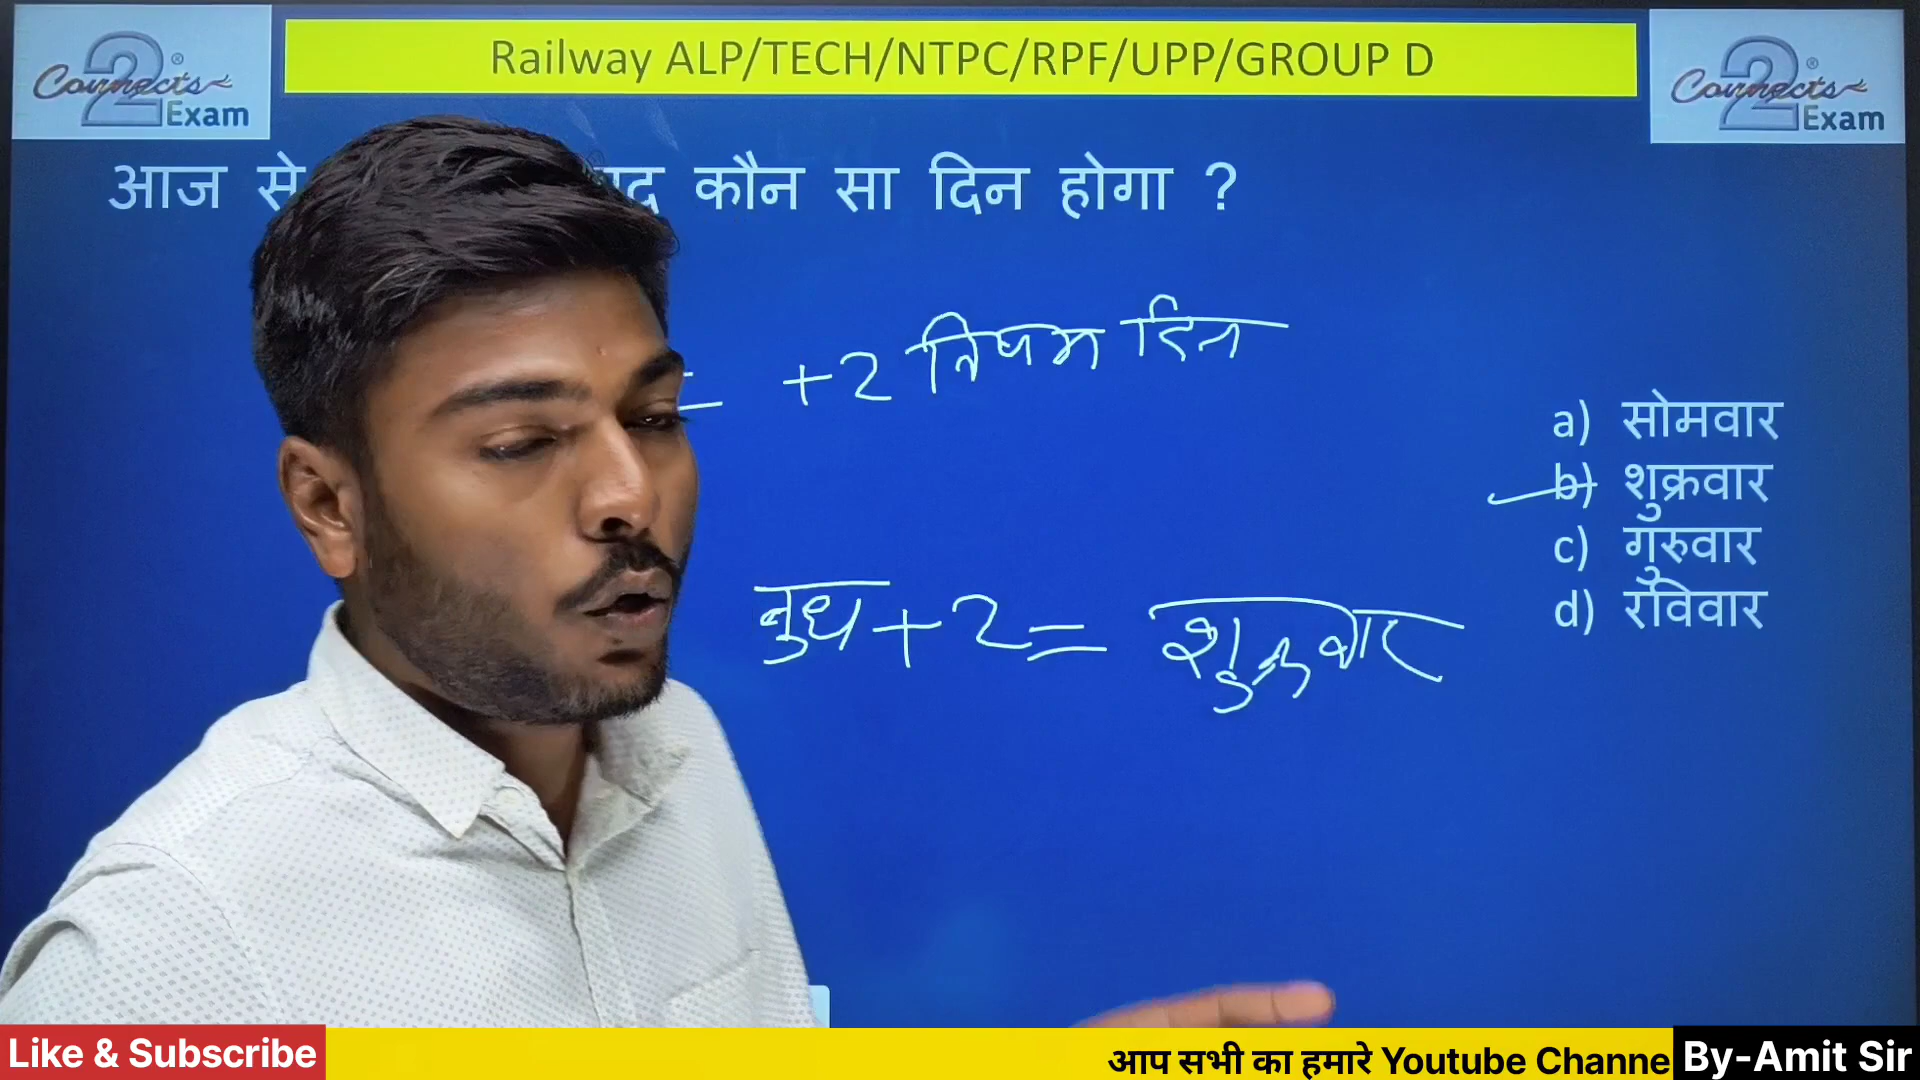 Connects 2 ® Exam
Railway ALP/TECH/NTPC/RPF/UPP/GROUP D
Connects 2 ® Exam
आज से कौन सा दिन होगा ?
= +2 विषम दिन
a) सोमवार
b) शुक्रवार
c) गुरुवार
d) रविवार
बुध + 2 = शुक्रवार
Like & Subscribe
आप सभी का हमारे Youtube Channe
By-Amit Sir